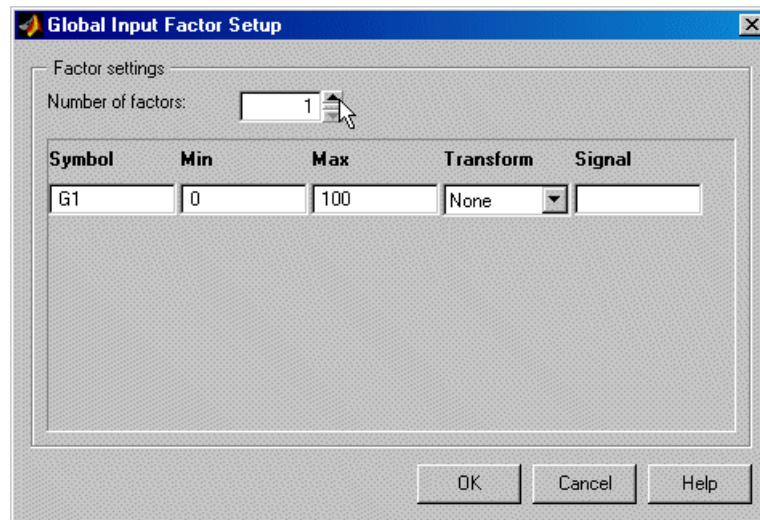 Global Input Factor Setup
Factor settings
Number of factors: 1
Symbol Min Max Transform Signal
G1 0 100 None
OK Cancel Help